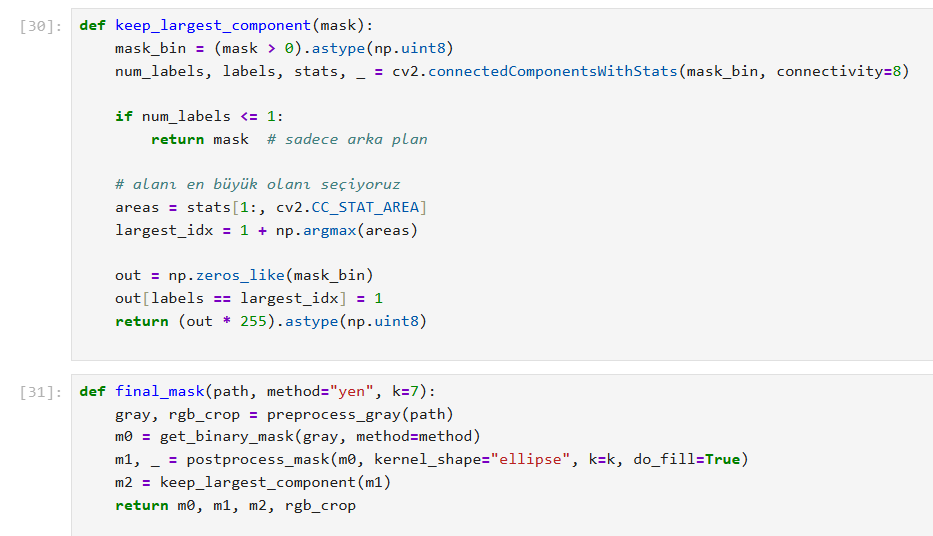 [30]: def keep_largest_component(mask):
    mask_bin = (mask > 0).astype(np.uint8)
    num_labels, labels, stats, _ = cv2.connectedComponentsWithStats(mask_bin, connectivity=8)
    if num_labels <= 1:
        return mask  # sadece arka plan
    # alanı en büyük olanı seçiyoruz
    areas = stats[1:, cv2.CC_STAT_AREA]
    largest_idx = 1 + np.argmax(areas)
    out = np.zeros_like(mask_bin)
    out[labels == largest_idx] = 1
    return (out * 255).astype(np.uint8)
[31]: def final_mask(path, method="yen", k=7):
    gray, rgb_crop = preprocess_gray(path)
    m0 = get_binary_mask(gray, method=method)
    m1, _ = postprocess_mask(m0, kernel_shape="ellipse", k=k, do_fill=True)
    m2 = keep_largest_component(m1)
    return m0, m1, m2, rgb_crop